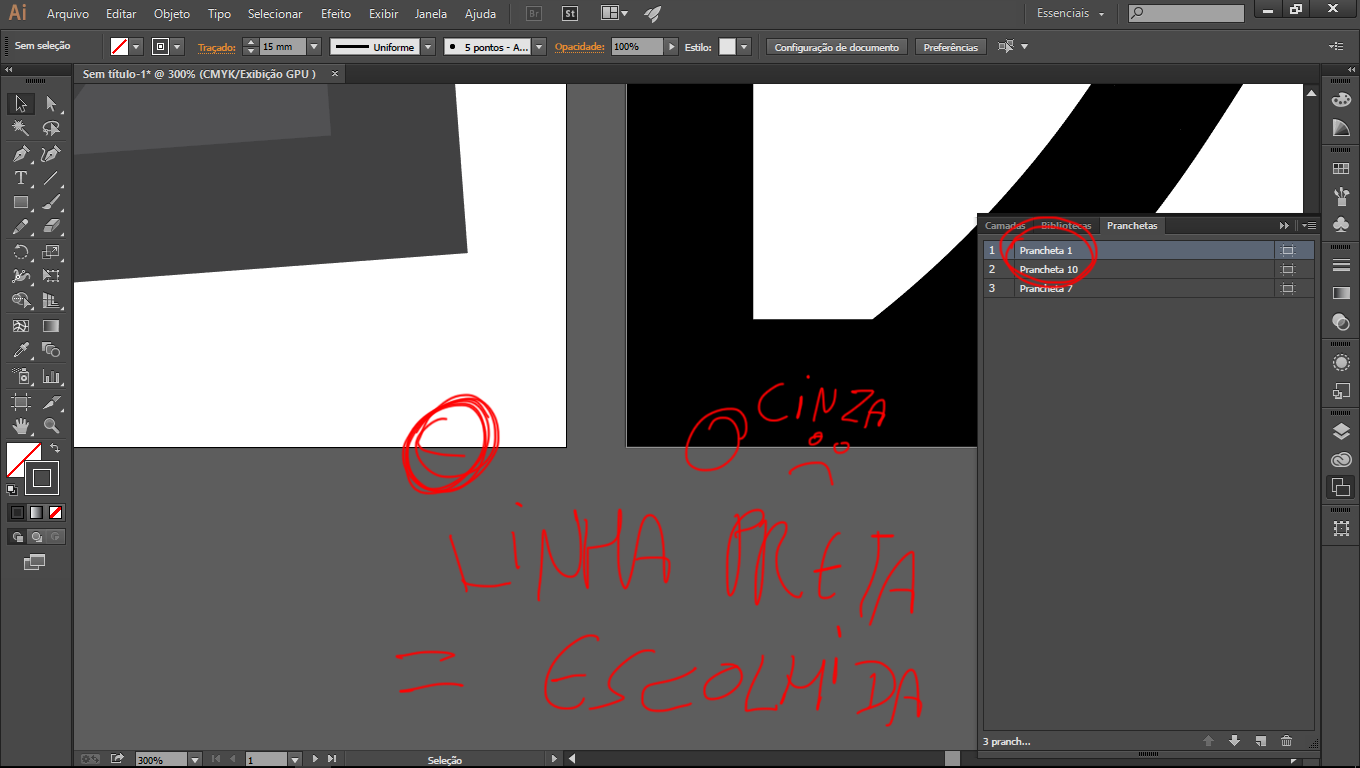 Ai Arquivo Editar Objeto Tipo Selecionar Efeito Exibir Janela Ajuda Br St Essenciais
Sem seleção Traçado: 15 mm Uniforme 5 pontos - A... Opacidade: 100% Estilo: Configuração de documento Preferências
Sem título-1* @ 300% (CMYK/Exibição GPU ) ×
Camadas Bibliotecas Pranchetas
1 Prancheta 1
2 Prancheta 10
3 Prancheta 7
CiNZA
LiNHA PRETA
= ESCOLHiDA
3 pranch...
300% 1 Seleção